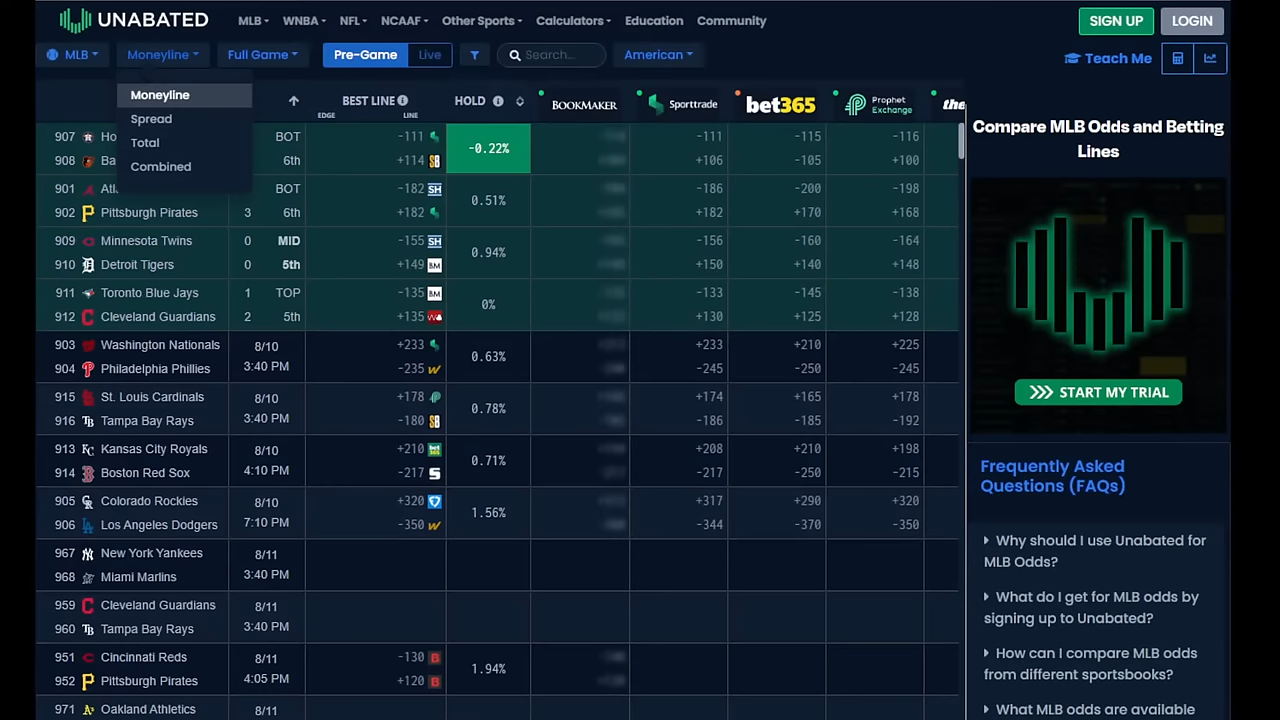 UNABATED
MLB WNBA NFL NCAAF Other Sports Calculators Education Community
SIGN UP LOGIN
MLB Moneyline Full Game Pre-Game Live Search... American
Teach Me
Moneyline
Spread
Total
Combined
BEST LINE HOLD BOOKMAKER Sporttrade bet365 Prophet Exchange the
EDGE LINE
907 Ho BOT -111 -111 -115 -116
-0.22%
908 Ba 6th +114 +106 -105 +100
901 Atl BOT -182 -186 -200 -198
0.51%
902 Pittsburgh Pirates 3 6th +182 +182 +170 +168
909 Minnesota Twins 0 MID -155 -156 -160 -164
0.94%
910 Detroit Tigers 0 5th +149 +150 +140 +148
911 Toronto Blue Jays 1 TOP -135 -133 -145 -138
0%
912 Cleveland Guardians 2 5th +135 +130 +125 +128
903 Washington Nationals 8/10 +233 +233 +210 +225
3:40 PM 0.63%
904 Philadelphia Phillies -235 -245 -250 -245
915 St. Louis Cardinals 8/10 +178 +174 +165 +178
3:40 PM 0.78%
916 Tampa Bay Rays -180 -186 -185 -192
913 Kansas City Royals 8/10 +210 +208 +210 +198
4:10 PM 0.71%
914 Boston Red Sox -217 -217 -250 -215
905 Colorado Rockies 8/10 +320 +317 +290 +320
7:10 PM 1.56%
906 Los Angeles Dodgers -350 -344 -370 -350
967 New York Yankees 8/11
3:40 PM
968 Miami Marlins
959 Cleveland Guardians 8/11
3:40 PM
960 Tampa Bay Rays
951 Cincinnati Reds 8/11 -130
4:05 PM 1.94%
952 Pittsburgh Pirates +120
971 Oakland Athletics 8/11
Compare MLB Odds and Betting
Lines
START MY TRIAL
Frequently Asked
Questions (FAQs)
Why should I use Unabated for
MLB Odds?
What do I get for MLB odds by
signing up to Unabated?
How can I compare MLB odds
from different sportsbooks?
What MLB odds are available